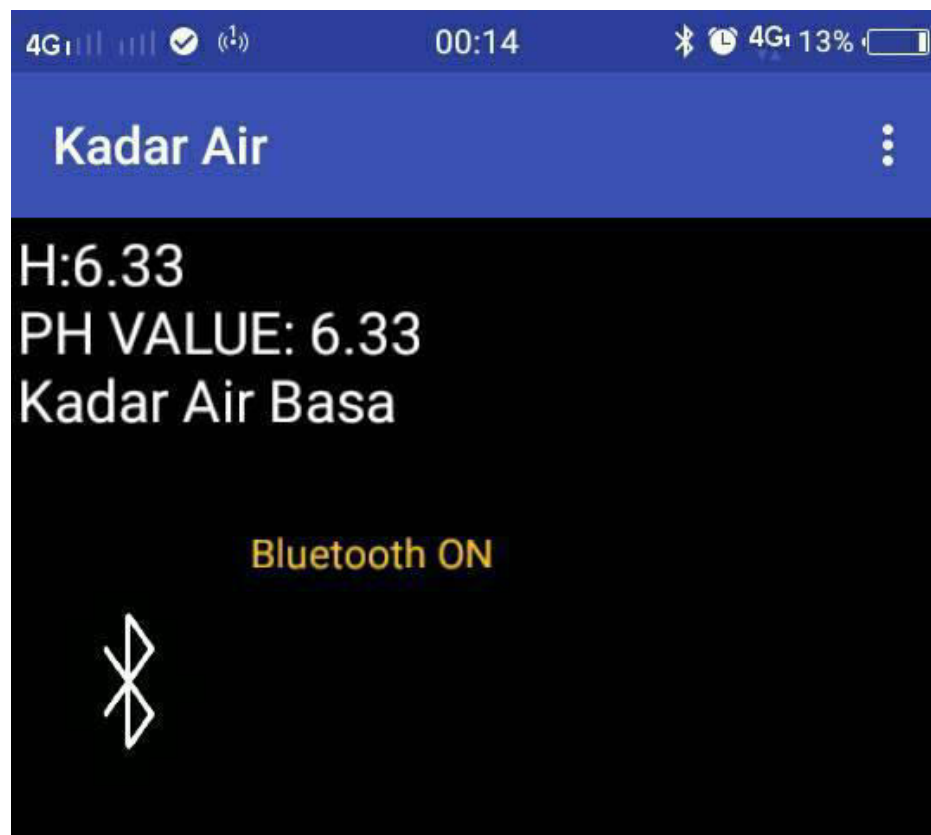 4G 00:14 4G 13%
Kadar Air
H:6.33
PH VALUE: 6.33
Kadar Air Basa
Bluetooth ON